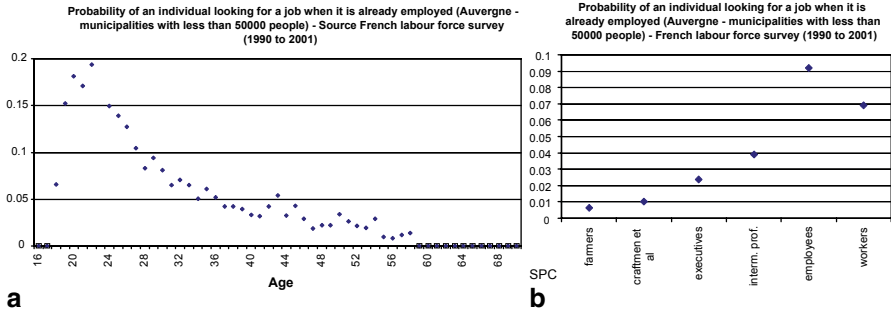 Probability of an individual looking for a job when it is already employed (Auvergne -
municipalities with less than 50000 people) - Source French labour force survey
(1990 to 2001)
0.2
0.15
0.1
0.05
0
16 20 24 28 32 36 40 44 48 52 56 60 64 68
Age
a
Probability of an individual looking for a job when it is
already employed (Auvergne - municipalities with less than
50000 people) - French labour force survey (1990 to 2001)
0.1
0.09
0.08
0.07
0.06
0.05
0.04
0.03
0.02
0.01
0
farmers
craftmen et
al
executives
interm. prof.
employees
workers
SPC
b